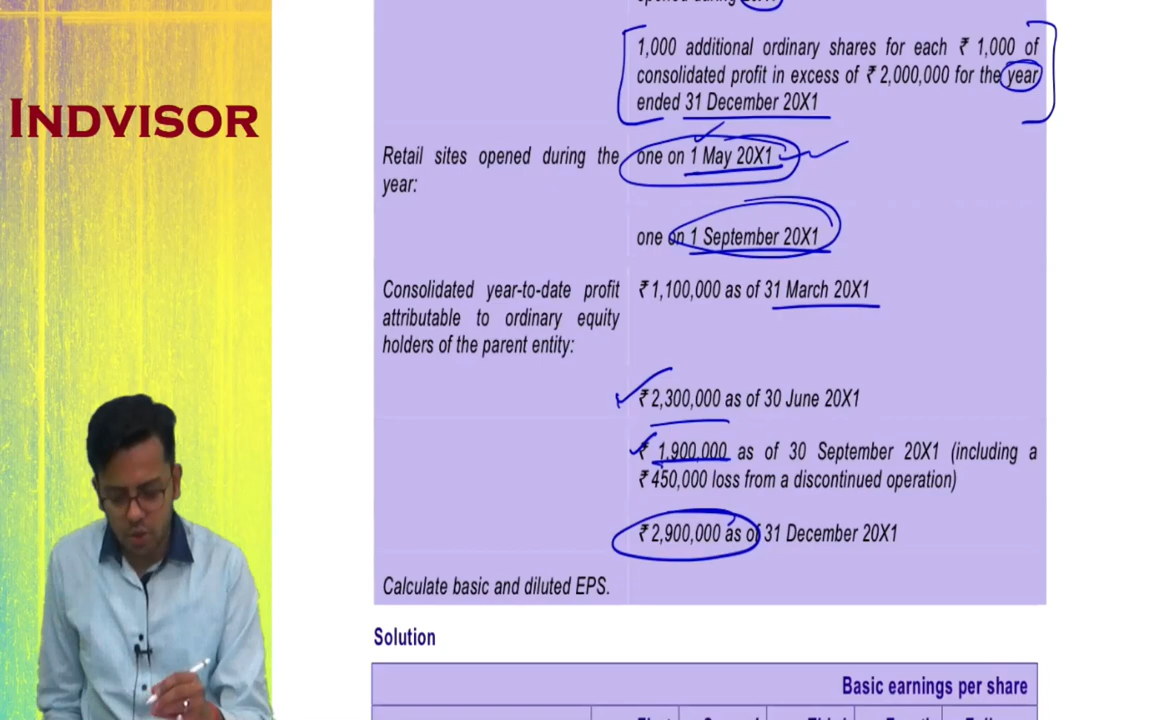 INDVISOR
opened during 20X1
1,000 additional ordinary shares for each ₹ 1,000 of
consolidated profit in excess of ₹ 2,000,000 for the year
ended 31 December 20X1
Retail sites opened during the
year:
one on 1 May 20X1
one on 1 September 20X1
Consolidated year-to-date profit
attributable to ordinary equity
holders of the parent entity:
₹ 1,100,000 as of 31 March 20X1
₹ 2,300,000 as of 30 June 20X1
₹ 1,900,000 as of 30 September 20X1 (including a
₹ 450,000 loss from a discontinued operation)
₹ 2,900,000 as of 31 December 20X1
Calculate basic and diluted EPS.
Solution
Basic earnings per share